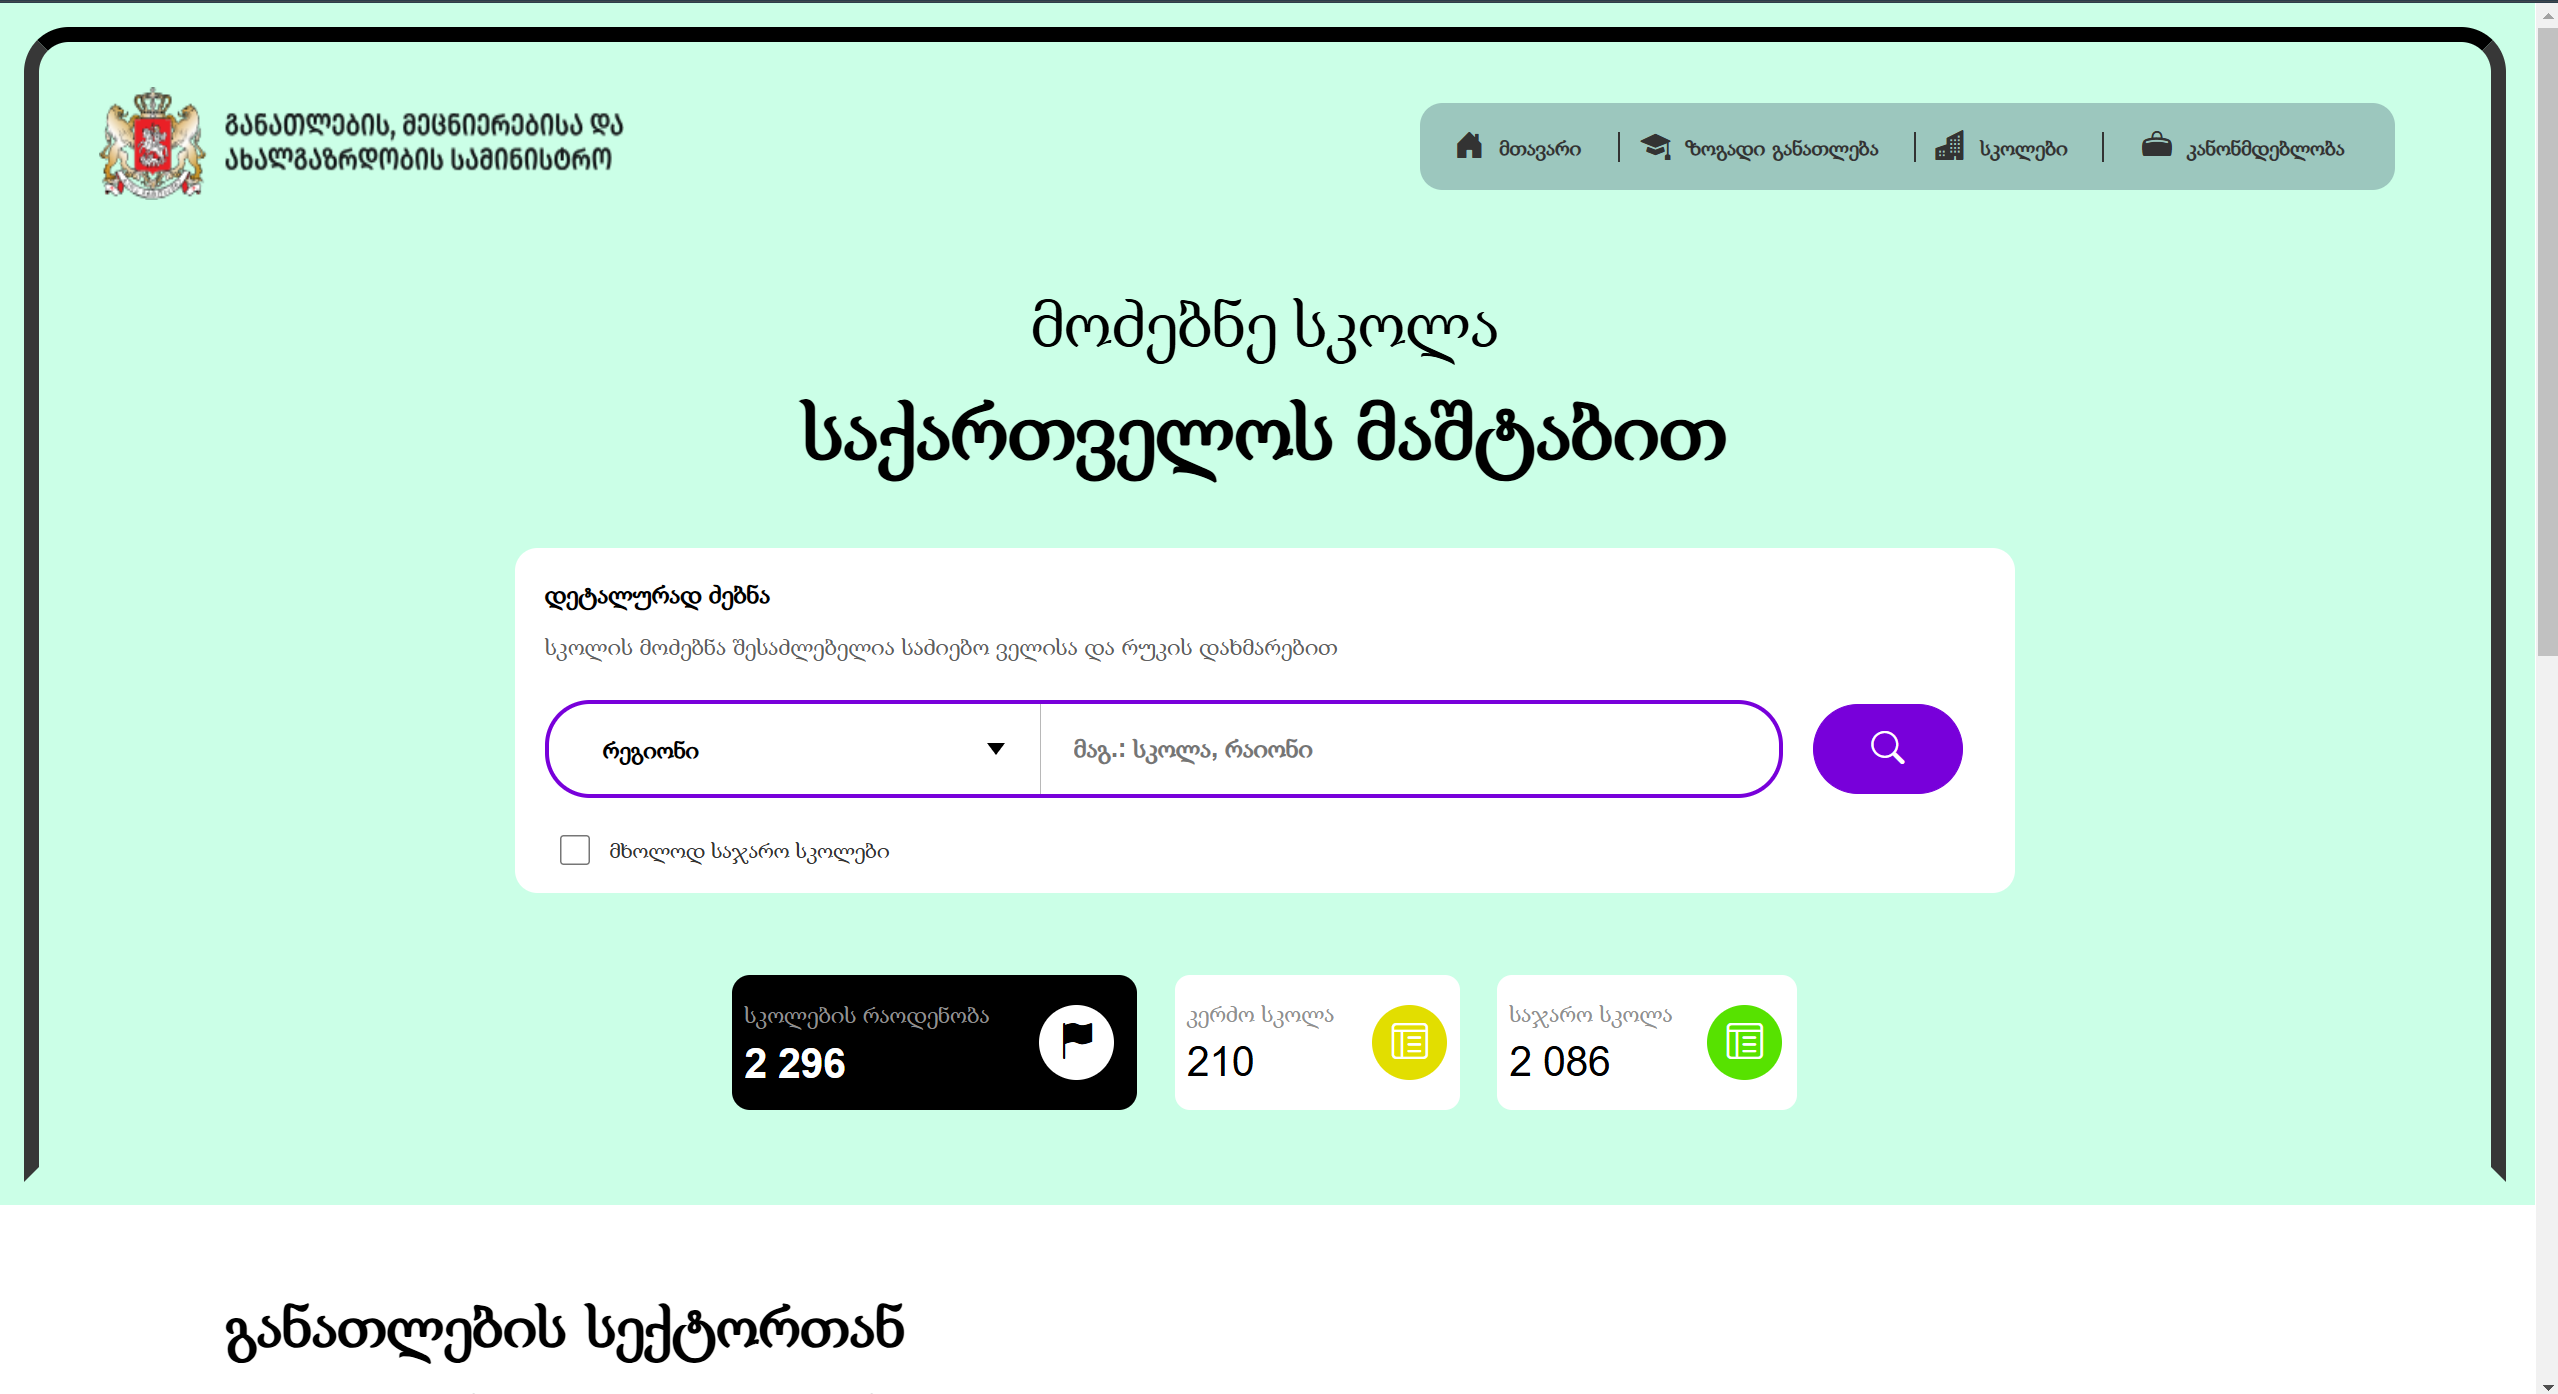 განათლების, მეცნიერებისა და
ახალგაზრდობის სამინისტრო
მთავარი
ზოგადი განათლება
სკოლები
კანონმდებლობა
მოძებნე სკოლა
საქართველოს მაშტაბით
დეტალურად ძებნა
სკოლის მოძებნა შესაძლებელია საძიებო ველისა და რუკის დახმარებით
რეგიონი
მაგ.: სკოლა, რაიონი
მხოლოდ საჯარო სკოლები
სკოლების რაოდენობა
2 296
კერძო სკოლა
210
საჯარო სკოლა
2 086
განათლების სექტორთან